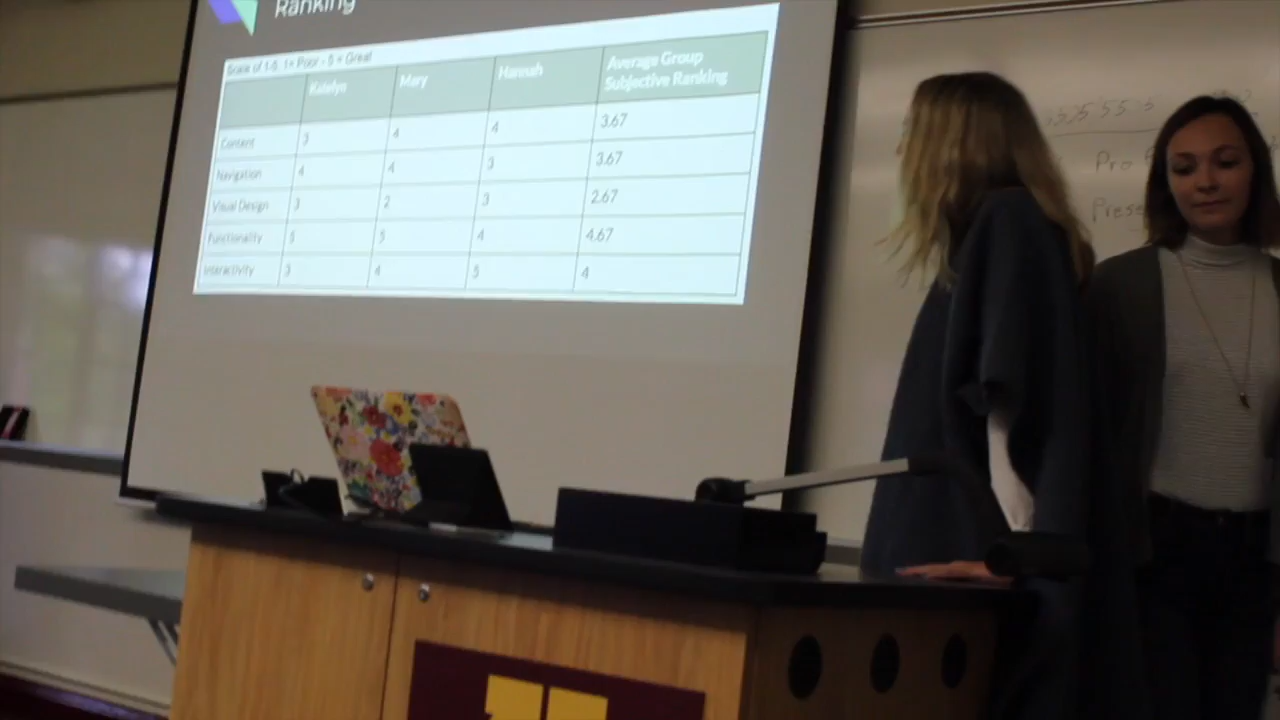 Ranking
Scale of 1-5 1= Poor - 5 = Great
Katelyn Mary Hannah Average Group
Subjective Ranking
Content 3 4 4 3.67
Navigation 4 4 3 3.67
Visual Design 3 2 3 2.67
Functionality 5 5 4 4.67
Interactivity 3 4 5 4
Pro
Prese